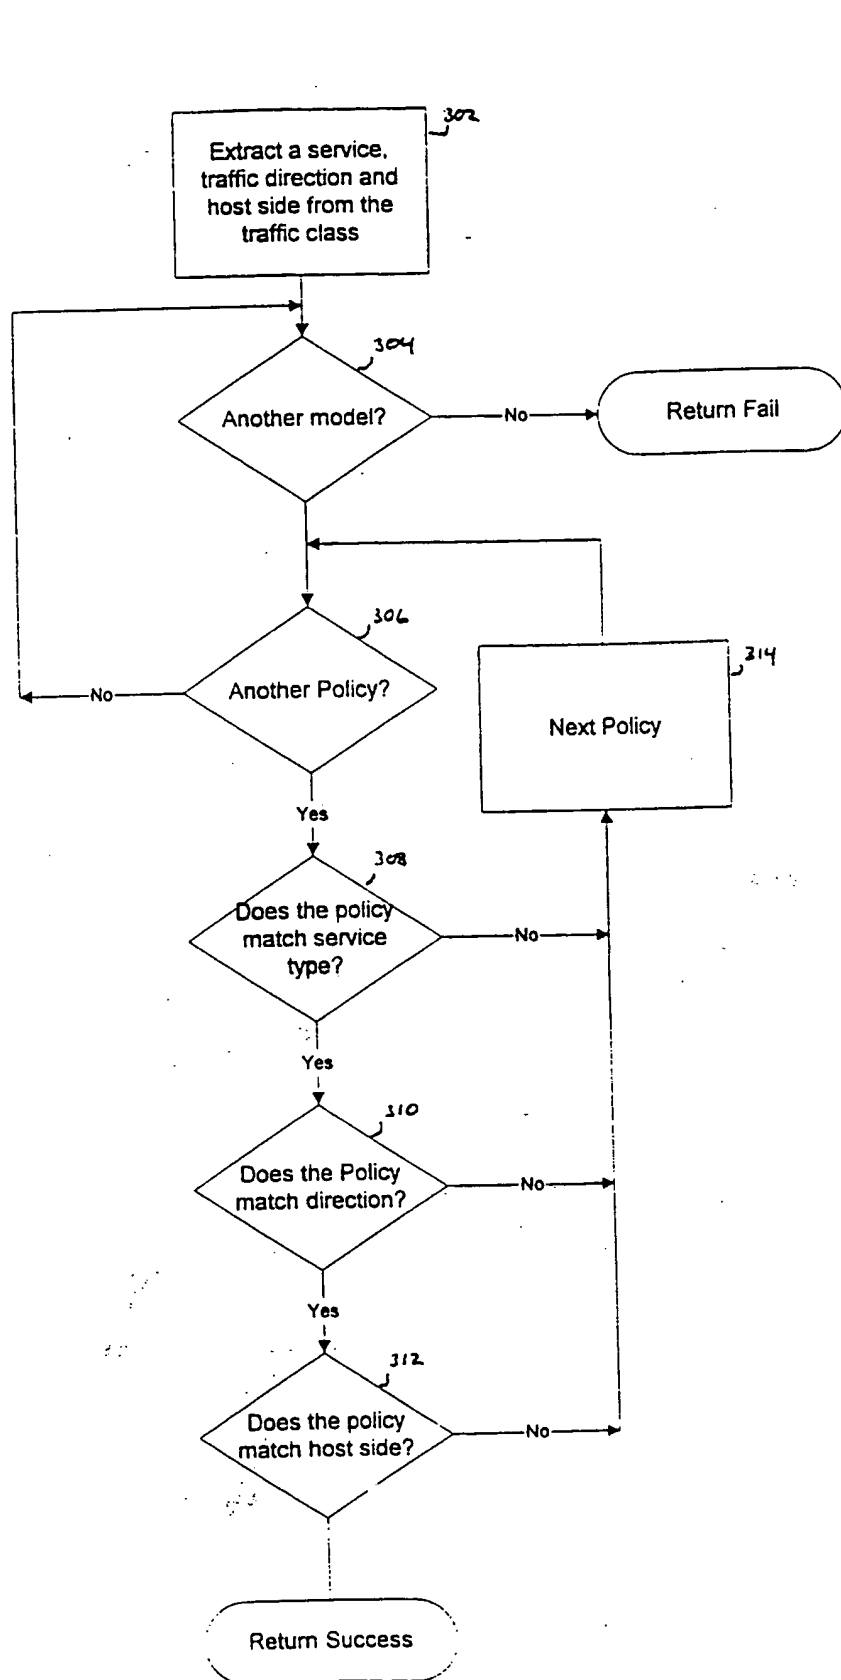 302
Extract a service,
traffic direction and
host side from the
traffic class
304
Another model?
No
Return Fail
306
Another Policy?
No
314
Next Policy
Yes
308
Does the policy
match service
type?
No
Yes
310
Does the Policy
match direction?
No
Yes
312
Does the policy
match host side?
No
Return Success